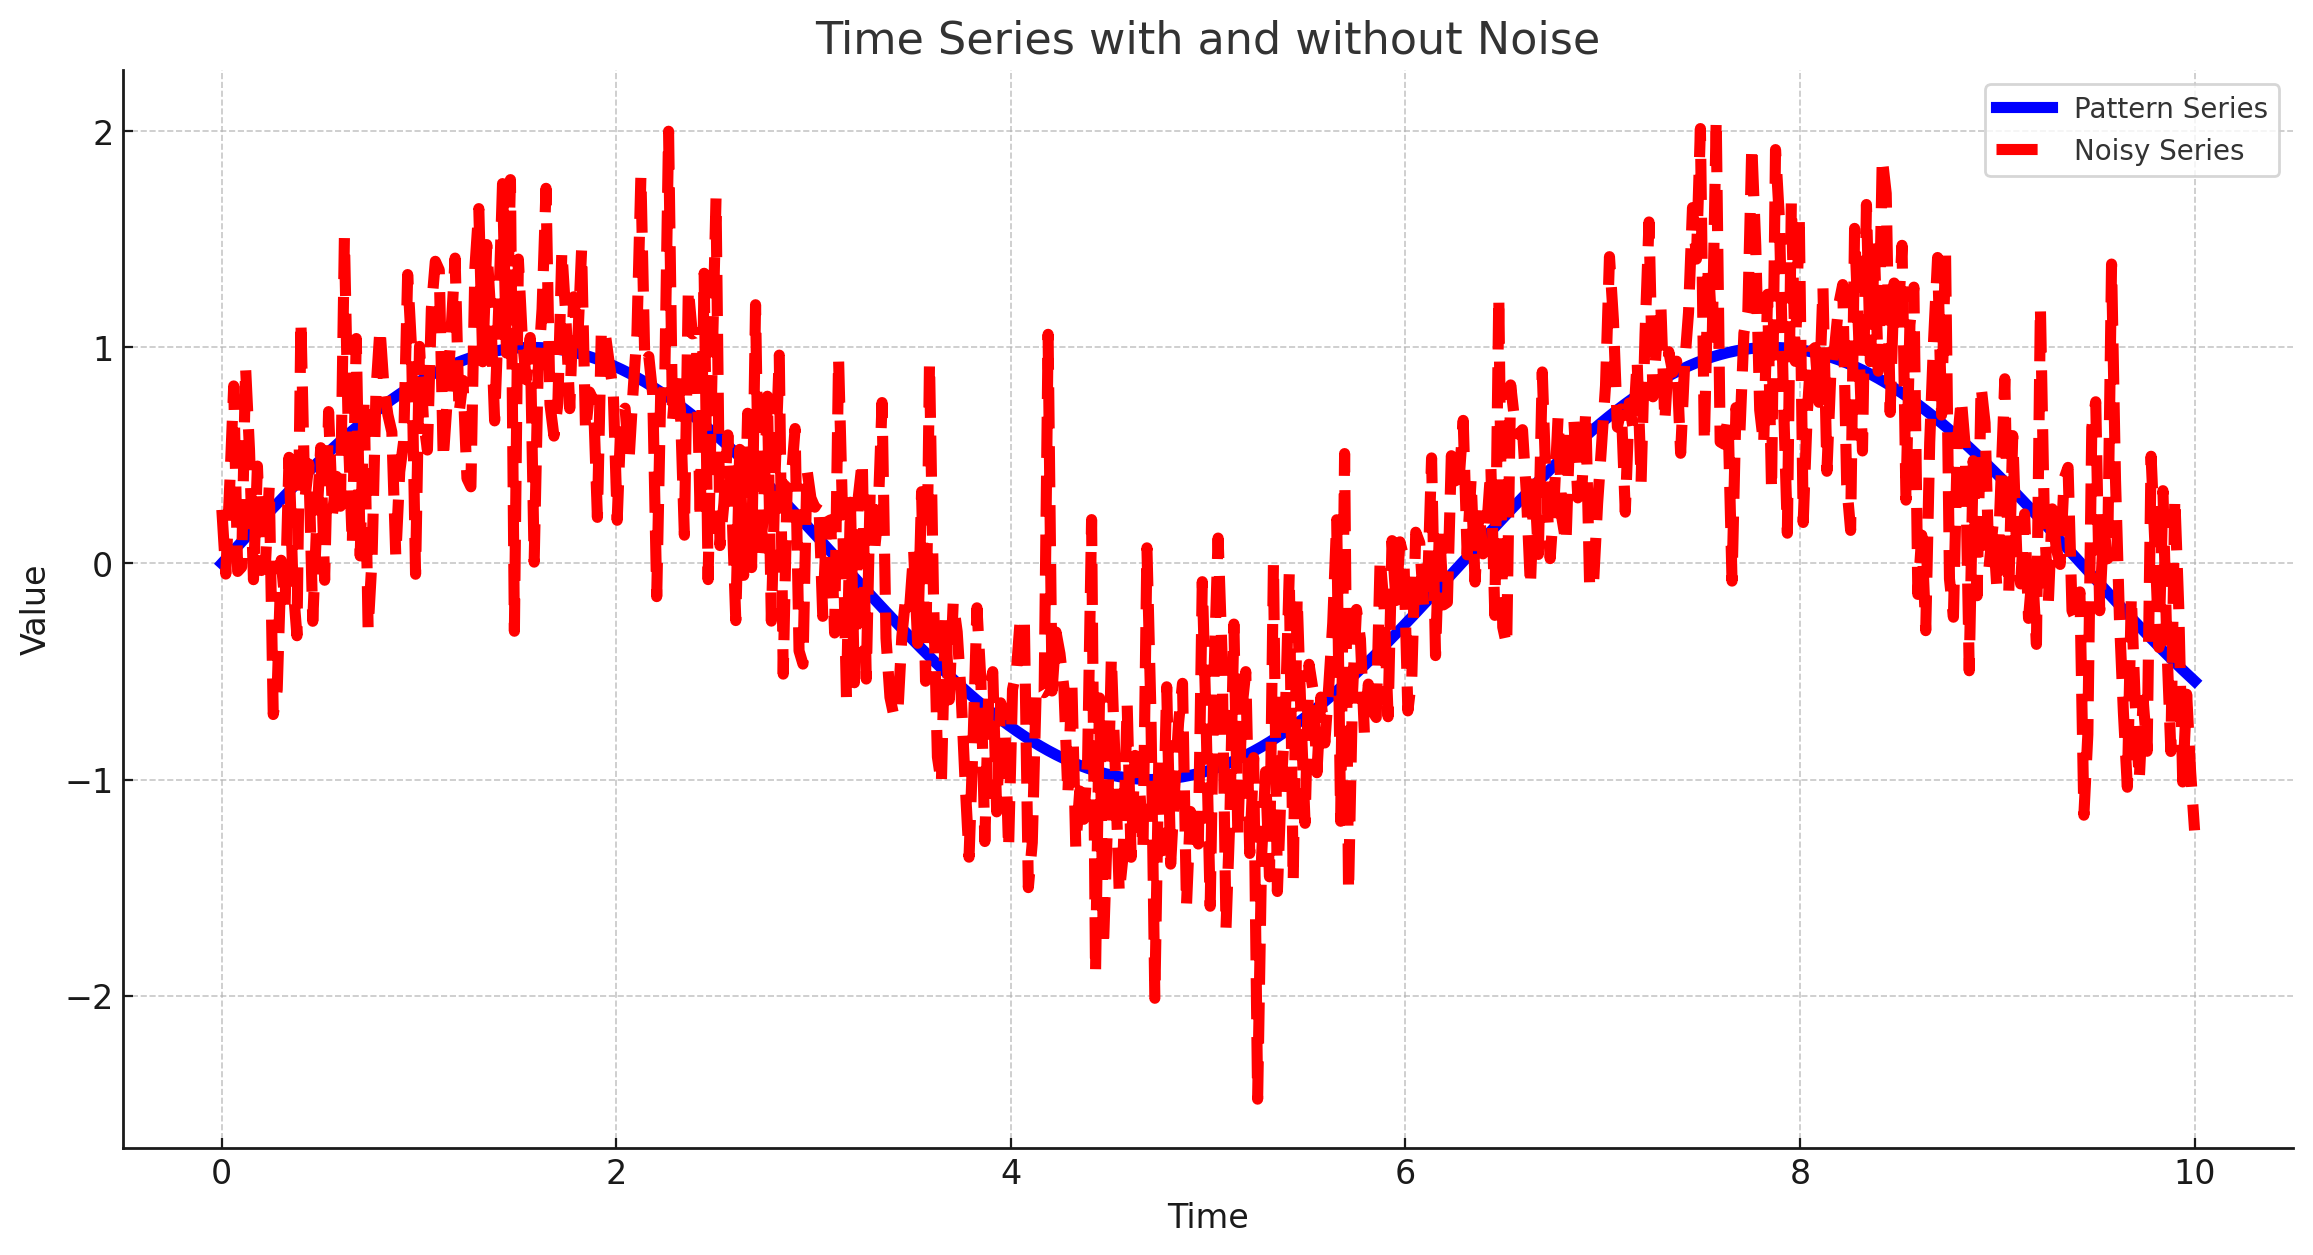 Time Series with and without Noise
Pattern Series
Noisy Series
2
1
0
−1
−2
Value
0 2 4 6 8 10
Time